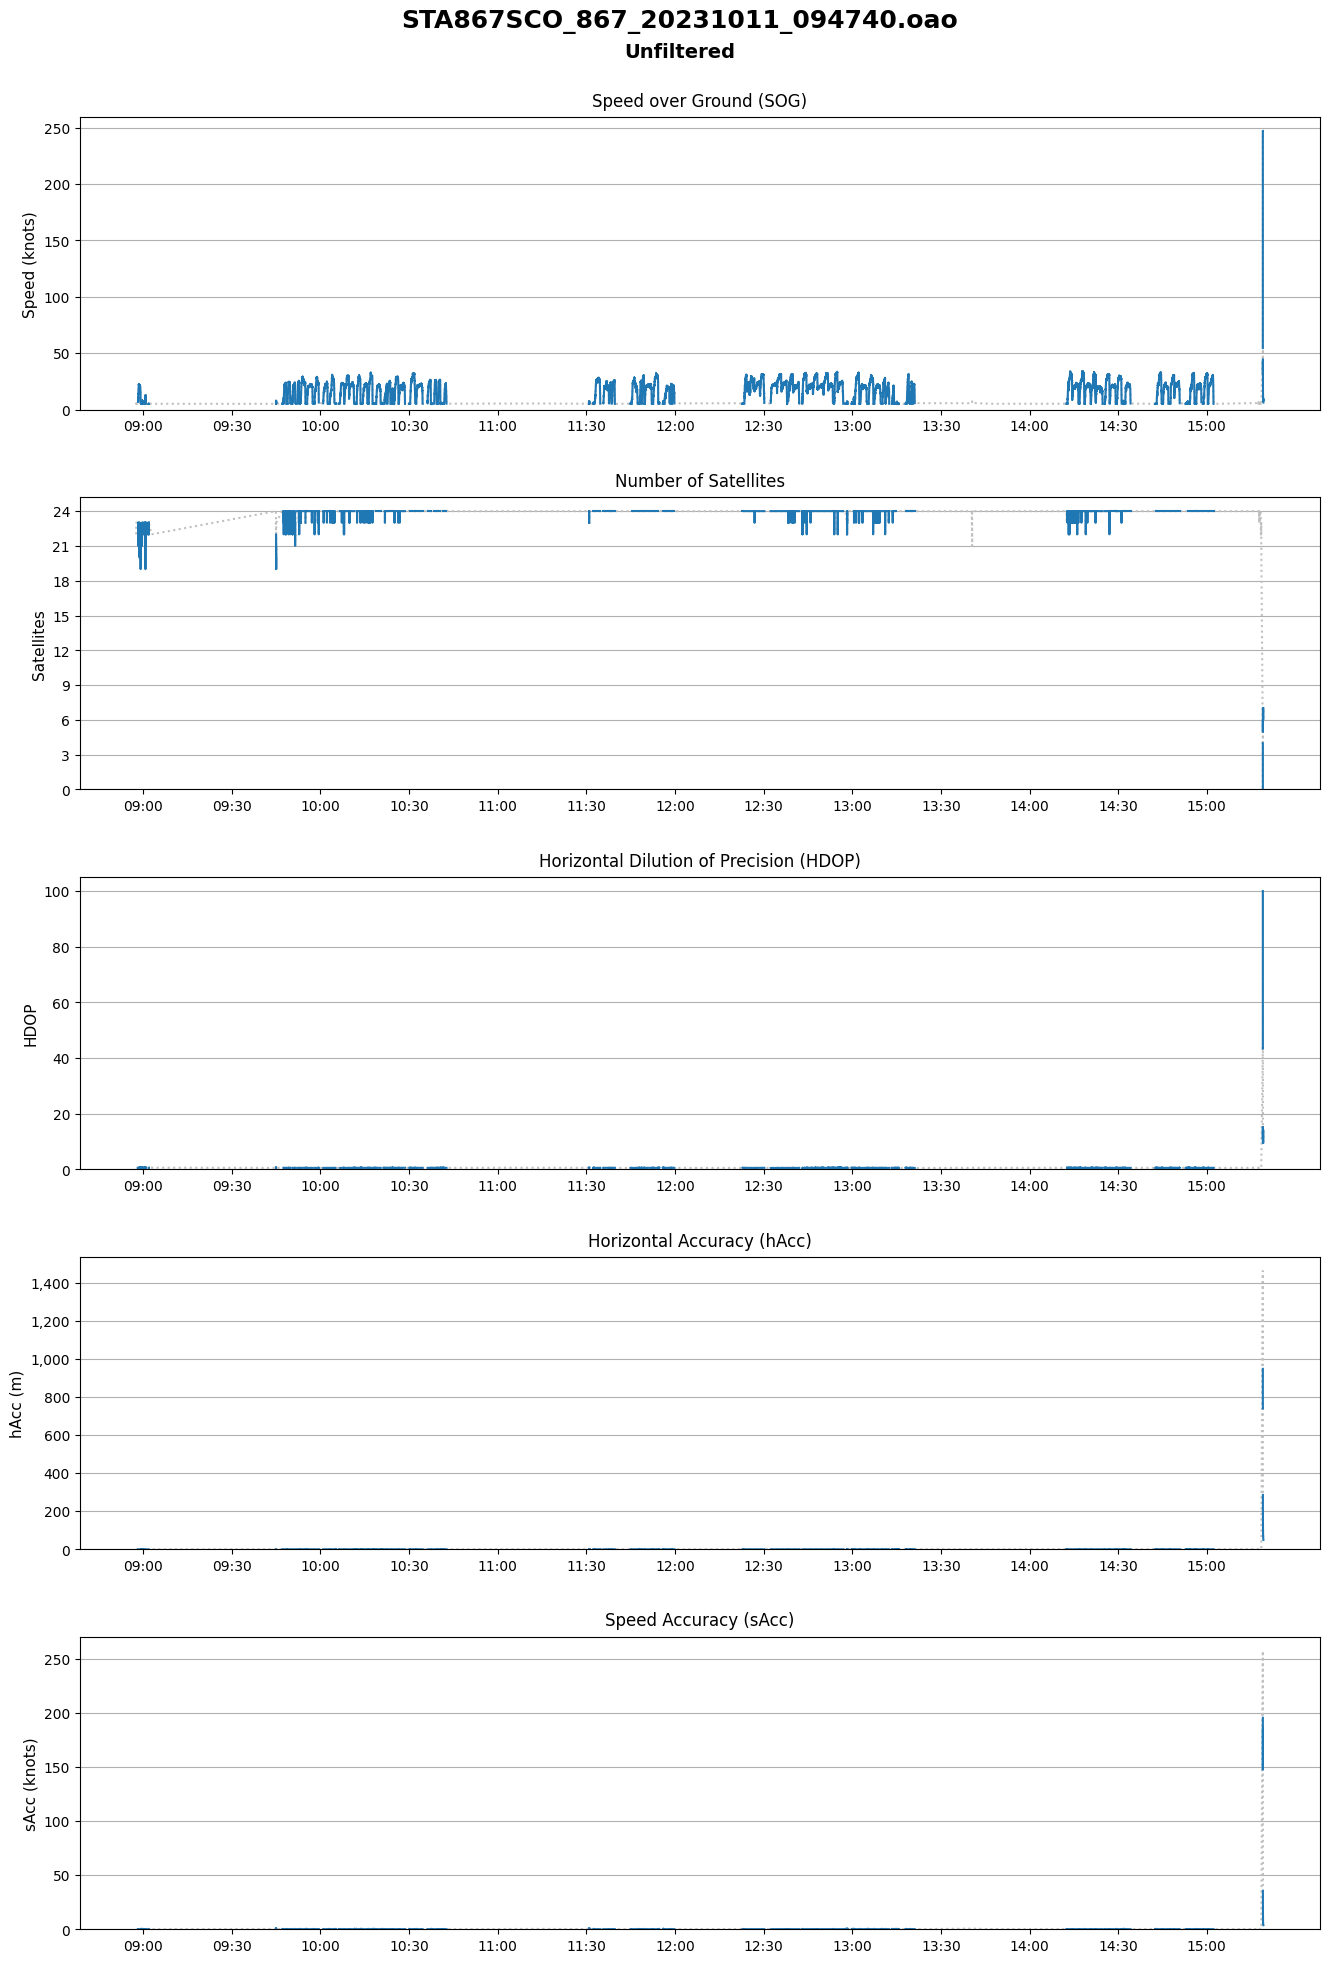 STA867SCO_867_20231011_094740.oao
Unfiltered
Speed over Ground (SOG)
Speed (knots)
250
200
150
100
50
0
09:00 09:30 10:00 10:30 11:00 11:30 12:00 12:30 13:00 13:30 14:00 14:30 15:00
Number of Satellites
Satellites
24
21
18
15
12
9
6
3
0
09:00 09:30 10:00 10:30 11:00 11:30 12:00 12:30 13:00 13:30 14:00 14:30 15:00
Horizontal Dilution of Precision (HDOP)
HDOP
100
80
60
40
20
0
09:00 09:30 10:00 10:30 11:00 11:30 12:00 12:30 13:00 13:30 14:00 14:30 15:00
Horizontal Accuracy (hAcc)
hAcc (m)
1,400
1,200
1,000
800
600
400
200
0
09:00 09:30 10:00 10:30 11:00 11:30 12:00 12:30 13:00 13:30 14:00 14:30 15:00
Speed Accuracy (sAcc)
sAcc (knots)
250
200
150
100
50
0
09:00 09:30 10:00 10:30 11:00 11:30 12:00 12:30 13:00 13:30 14:00 14:30 15:00